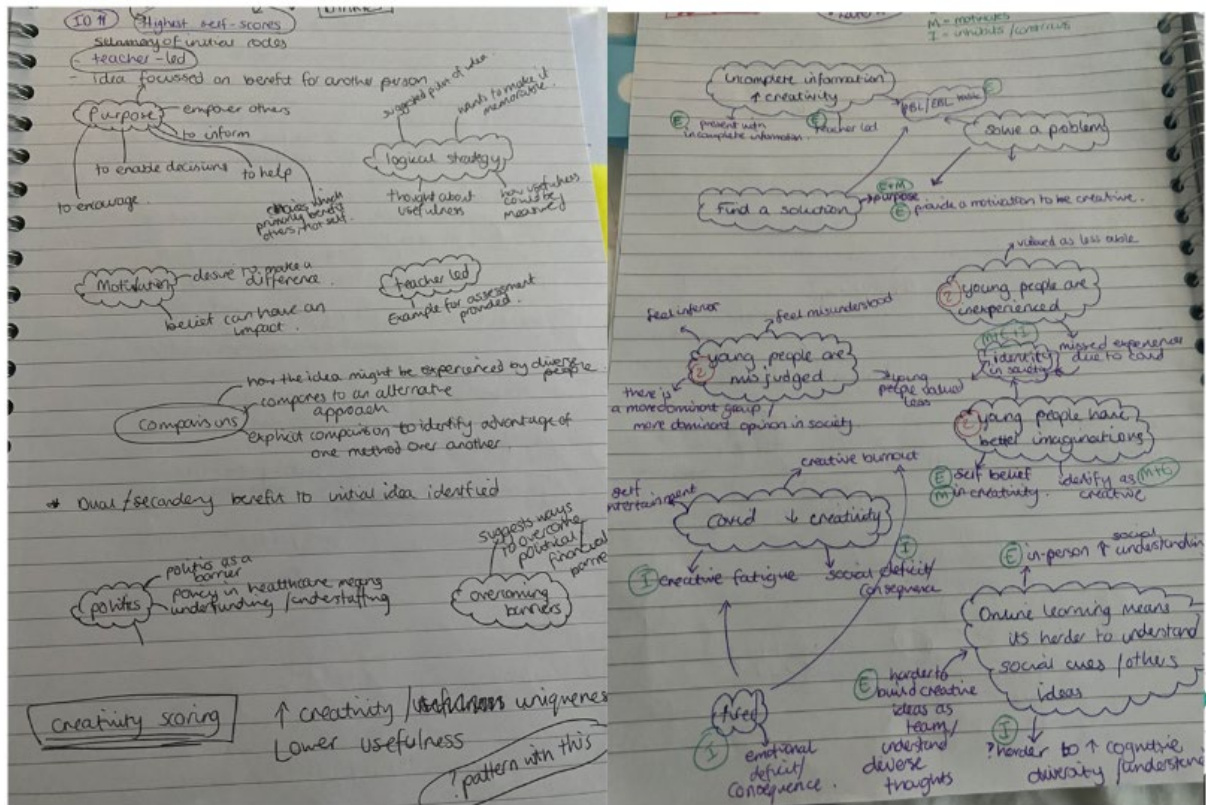 Highest self-scores
Summary of initial codes
- teacher-led
- idea focussed on benefit for another person.
Purpose
empower others
to inform
to enable decisions
to help
to encourage.
which
primarily benefit
others, not self.
suggested plan of idea
wants to make it
memorable.
logical strategy
thought about
usefulness
how usefulness
could be
measured
Motivation
desire to make a
difference.
belief can have an
impact.
teacher led
Example for assessment
provided.
Comparisons
how the idea might be experienced by diverse
people.
compares to an alternative
approach
explicit comparison to identify advantage of
one method over another.
* Dual/secondary benefit to initial idea identified
politics
politics as a
barrier
policy in healthcare means
underfunding/understaffing
suggests ways
to overcome
political/
financial
overcoming
barriers
creativity scoring
↑ creativity / uniqueness
Lower usefulness
? pattern with this
M = motivates
I = inhibits/constrains
incomplete information
↑ creativity
E present with
incomplete information.
E teacher led
PBL/EBL E
solve a problem
Find a solution
E+M
purpose
E provide a motivation to be creative.
viewed as less able
2 young people are
inexperienced
missed experience
due to covid
M+E+I
identity
in society
feel inferior
feel misunderstood
2 young people are
misjudged
there is
a more dominant group/
more dominant opinion in society
young
people valued
less
2 young people have
better imaginations
E self belief
M in creativity.
identify as M+E
creative
creative burnout
self
entertainment
Covid ↓ creativity
I creative fatigue
social deficit/
consequence
I
tired
I
emotional
deficit/
consequence.
E in-person ↑ social
understanding
Online learning means
its harder to understand
social cues/others
ideas
E harder to
build creative
ideas as
team/
understand
diverse
thoughts
I
? harder to ↑ cognitive
diversity/